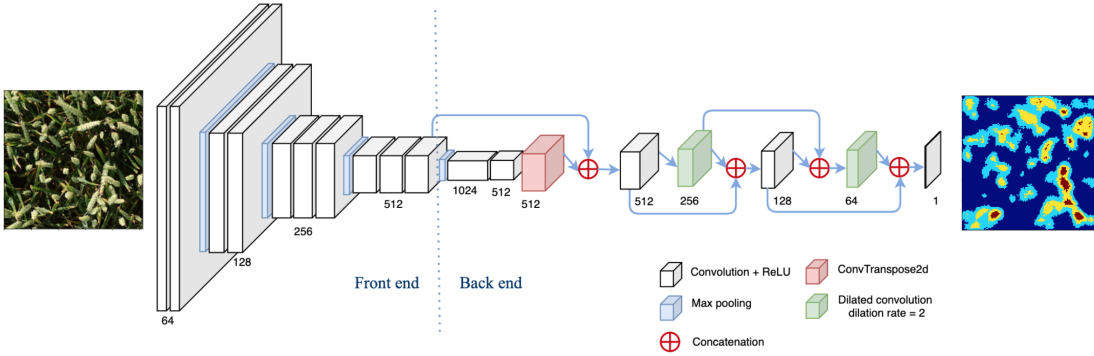 64
128
256
512
1024
512
512
512
256
128
64
1
Front end
Back end
Convolution + ReLU
Max pooling
Concatenation
ConvTranspose2d
Dilated convolution
dilation rate = 2